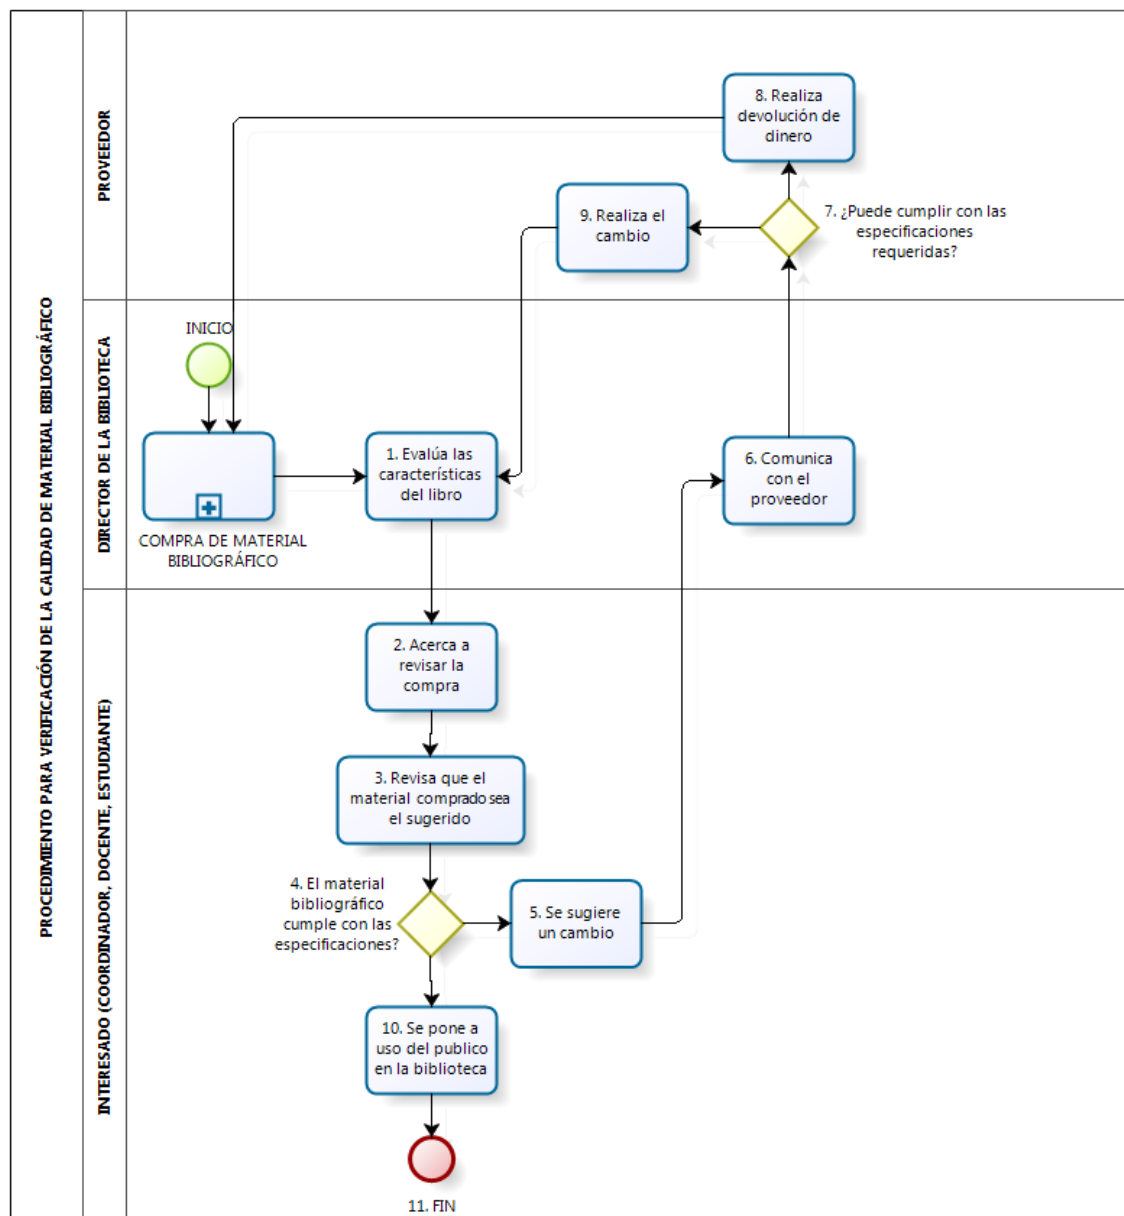 PROCEDIMIENTO PARA VERIFICACIÓN DE LA CALIDAD DE MATERIAL BIBLIOGRÁFICO
PROVEEDOR
8. Realiza
devolución de
dinero
9. Realiza el
cambio
7. ¿Puede cumplir con las
especificaciones
requeridas?
DIRECTOR DE LA BIBLIOTECA
INICIO
COMPRA DE MATERIAL
BIBLIOGRÁFICO
1. Evalúa las
características
del libro
6. Comunica
con el
proveedor
INTERESADO (COORDINADOR, DOCENTE, ESTUDIANTE)
2. Acerca a
revisar la
compra
3. Revisa que el
material comprado sea
el sugerido
4. El material
bibliográfico
cumple con las
especificaciones?
5. Se sugiere
un cambio
10. Se pone a
uso del publico
en la biblioteca
11. FIN